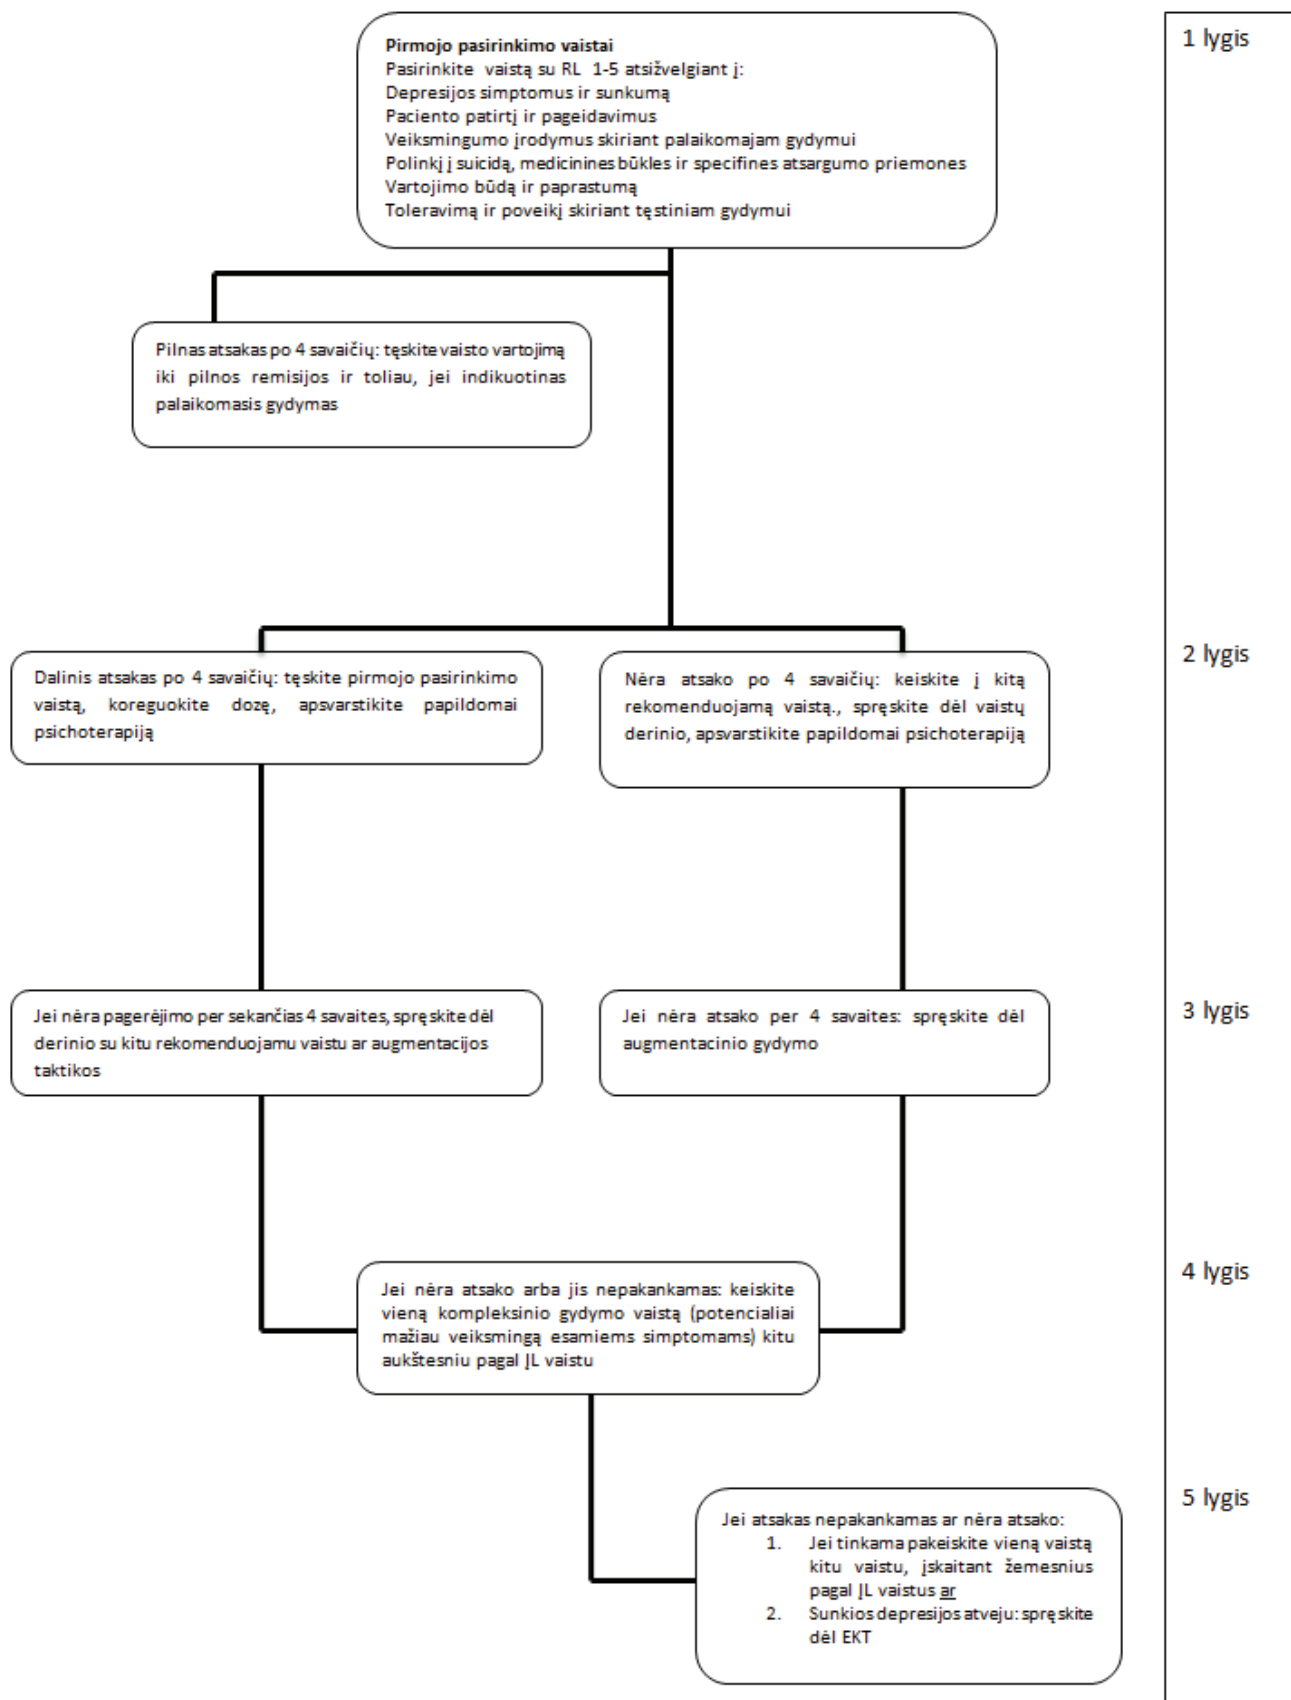 Pirmojo pasirinkimo vaistai
Pasirinkite vaistą su RL 1-5 atsižvelgiant į:
Depresijos simptomus ir sunkumą
Paciento patirtį ir pageidavimus
Veiksmingumo įrodymus skiriant palaikomajam gydymui
Polinkį į suicidą, medicinines būkles ir specifines atsargumo priemones
Vartojimo būdą ir paprastumą
Toleravimą ir poveikį skiriant tęstiniam gydymui
1 lygis
Pilnas atsakas po 4 savaičių: tęskite vaisto vartojimą
iki pilnos remisijos ir toliau, jei indikuotinas
palaikomasis gydymas
2 lygis
Dalinis atsakas po 4 savaičių: tęskite pirmojo pasirinkimo
vaistą, koreguokite dozę, apsvarstikite papildomai
psichoterapiją
Nėra atsako po 4 savaičių: keiskite į kitą
rekomenduojamą vaistą., spręskite dėl vaistų
derinio, apsvarstikite papildomai psichoterapiją
3 lygis
Jei nėra pagerėjimo per sekančias 4 savaites, spręskite dėl
derinio su kitu rekomenduojamu vaistu ar augmentacijos
taktikos
Jei nėra atsako per 4 savaites: spręskite dėl
augmentacinio gydymo
4 lygis
Jei nėra atsako arba jis nepakankamas: keiskite
vieną kompleksinio gydymo vaistą (potencialiai
mažiau veiksmingą esamiems simptomams) kitu
aukštesniu pagal ĮL vaistu
5 lygis
Jei atsakas nepakankamas ar nėra atsako:
1. Jei tinkama pakeiskite vieną vaistą
kitu vaistu, įskaitant žemesnius
pagal ĮL vaistus ar
2. Sunkios depresijos atveju: spręskite
dėl EKT